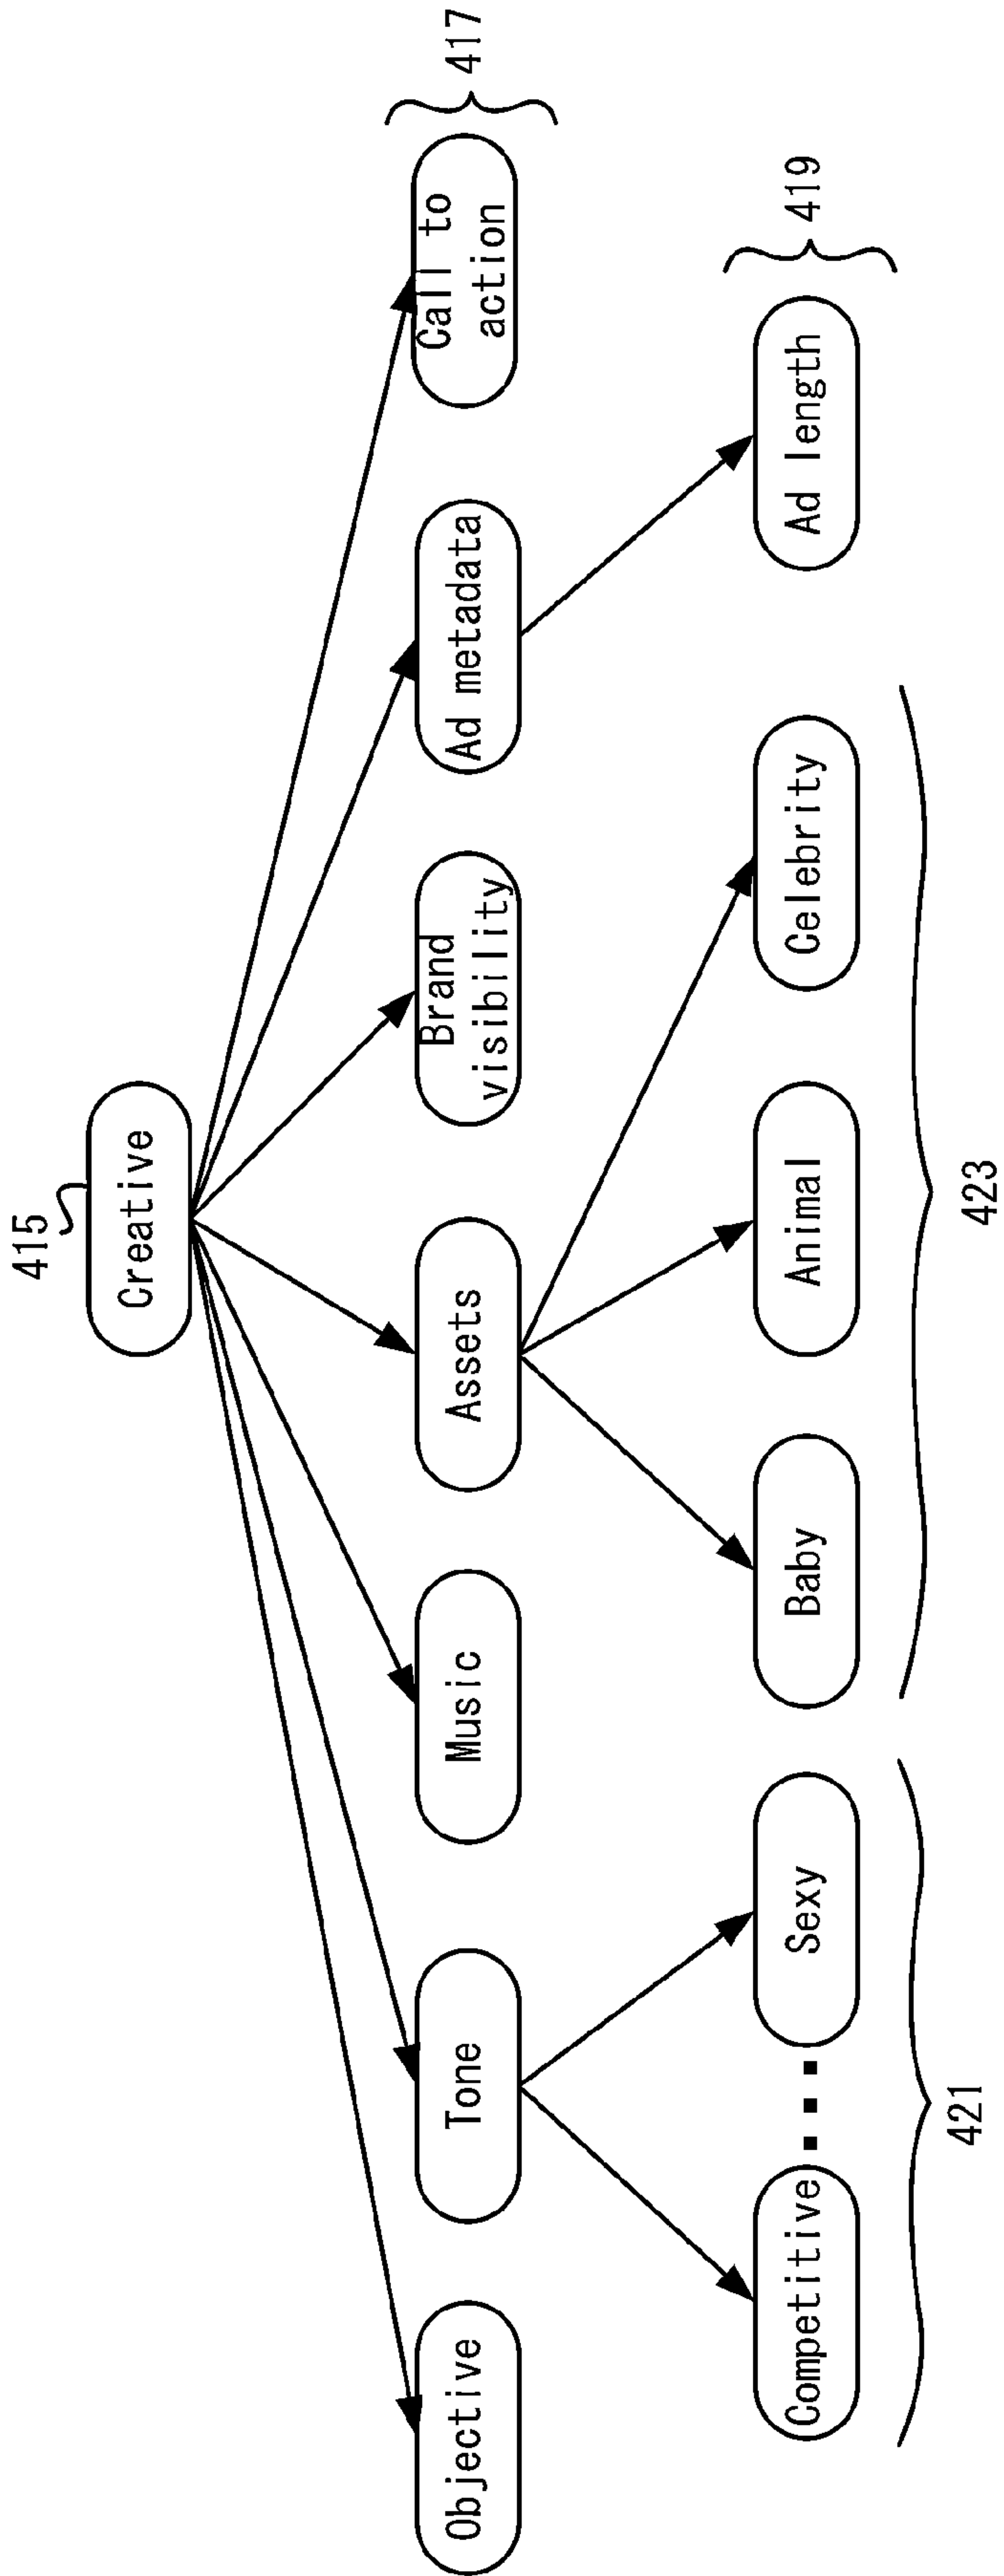 415
Creative
Objective
Tone
Music
Assets
Brand
visibility
Ad metadata
Call to
action
417
Competitive
Sexy
Baby
Animal
Celebrity
Ad length
419
421
423